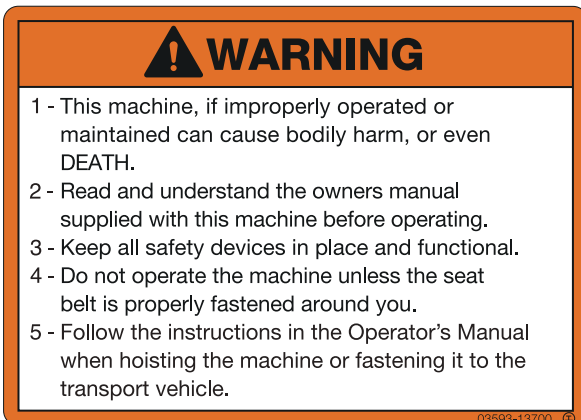 WARNING
1 - This machine, if improperly operated or
maintained can cause bodily harm, or even
DEATH.
2 - Read and understand the owners manual
supplied with this machine before operating.
3 - Keep all safety devices in place and functional.
4 - Do not operate the machine unless the seat
belt is properly fastened around you.
5 - Follow the instructions in the Operator's Manual
when hoisting the machine or fastening it to the
transport vehicle.
03593-13700